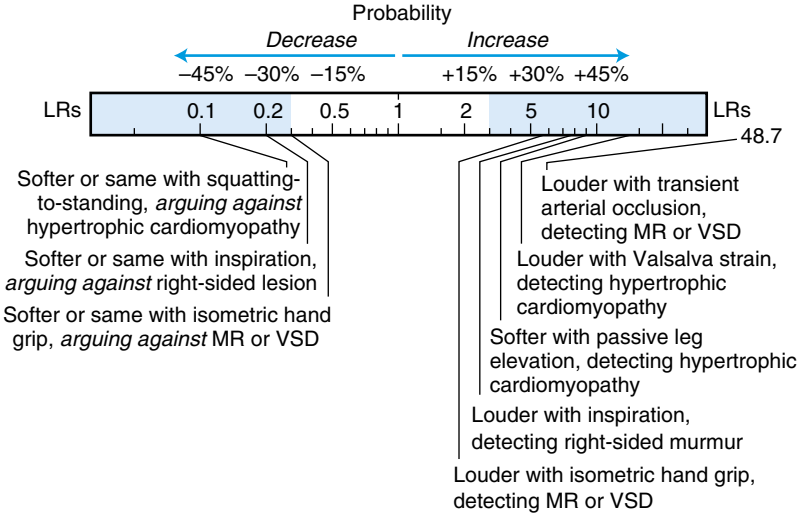 Probability
Decrease Increase
–45% –30% –15% +15% +30% +45%
LRs 0.1 0.2 0.5 1 2 5 10 LRs
48.7
Softer or same with squatting-
to-standing, arguing against
hypertrophic cardiomyopathy
Softer or same with inspiration,
arguing against right-sided lesion
Softer or same with isometric hand
grip, arguing against MR or VSD
Louder with transient
arterial occlusion,
detecting MR or VSD
Louder with Valsalva strain,
detecting hypertrophic
cardiomyopathy
Softer with passive leg
elevation, detecting hypertrophic
cardiomyopathy
Louder with inspiration,
detecting right-sided murmur
Louder with isometric hand grip,
detecting MR or VSD